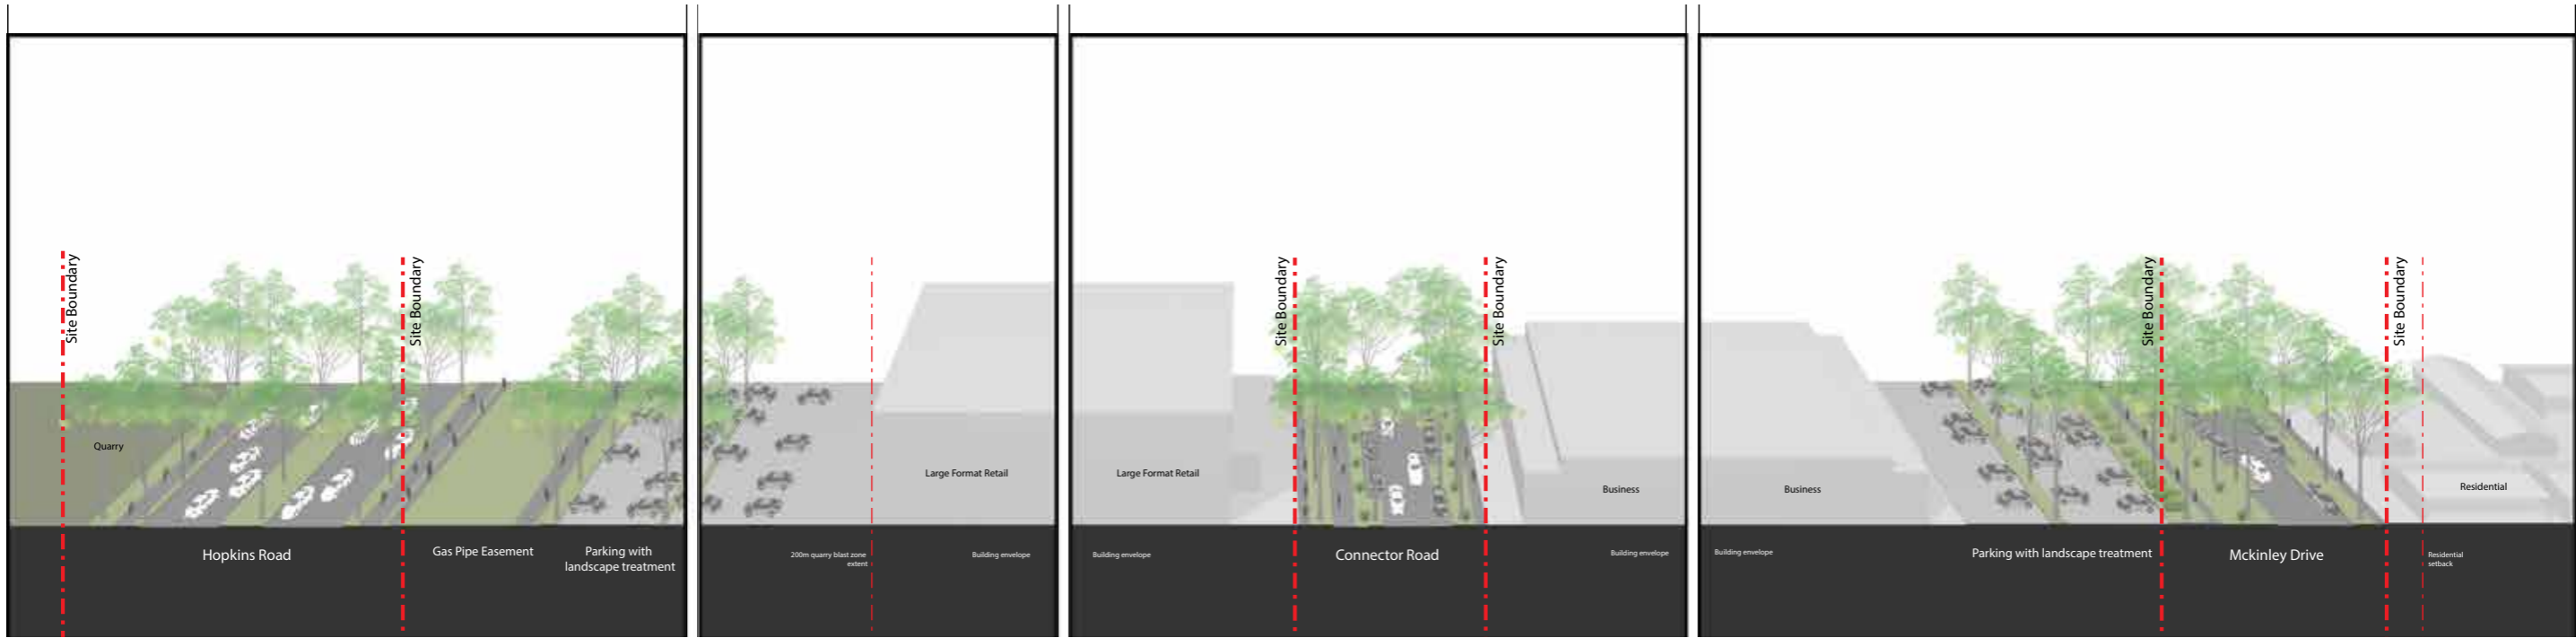 Site Boundary
Site Boundary
Quarry
Hopkins Road
Gas Pipe Easement
Parking with
landscape treatment
Large Format Retail
200m quarry blast zone
extent
Building envelope
Site Boundary
Site Boundary
Large Format Retail
Business
Building envelope
Connector Road
Building envelope
Site Boundary
Site Boundary
Business
Residential
Building envelope
Parking with landscape treatment
Mckinley Drive
Residential
setback